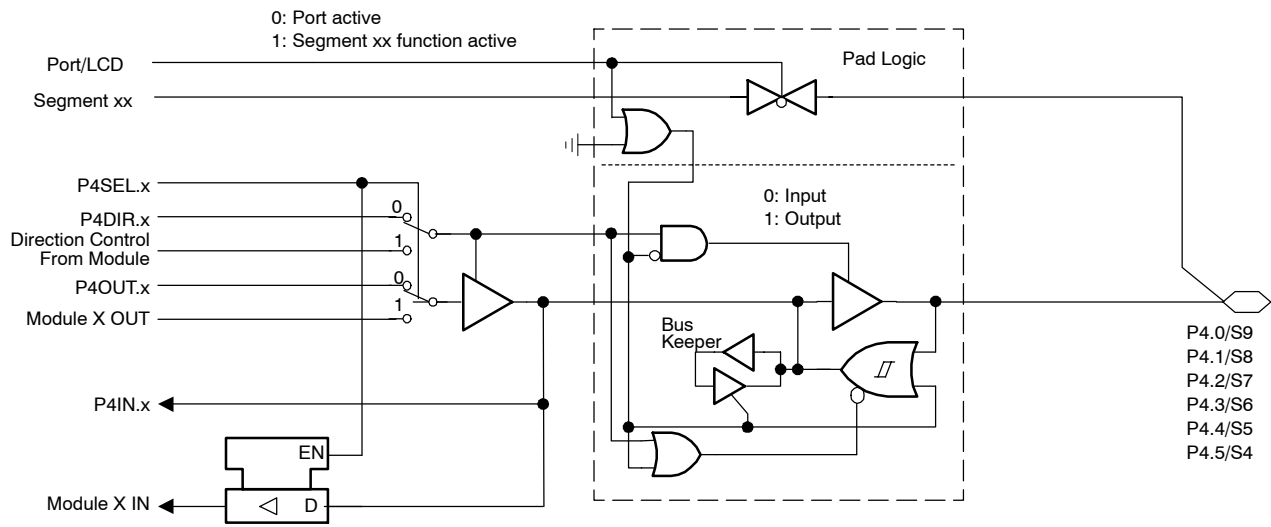 0: Port active
1: Segment xx function active
Port/LCD
Pad Logic
Segment xx
P4SEL.x
0: Input
1: Output
0
P4DIR.x
Direction Control
From Module
1
0
P4OUT.x
1
Module X OUT
Bus
Keeper
P4.0/S9
P4.1/S8
P4.2/S7
P4.3/S6
P4.4/S5
P4.5/S4
P4IN.x
EN
Module X IN
D